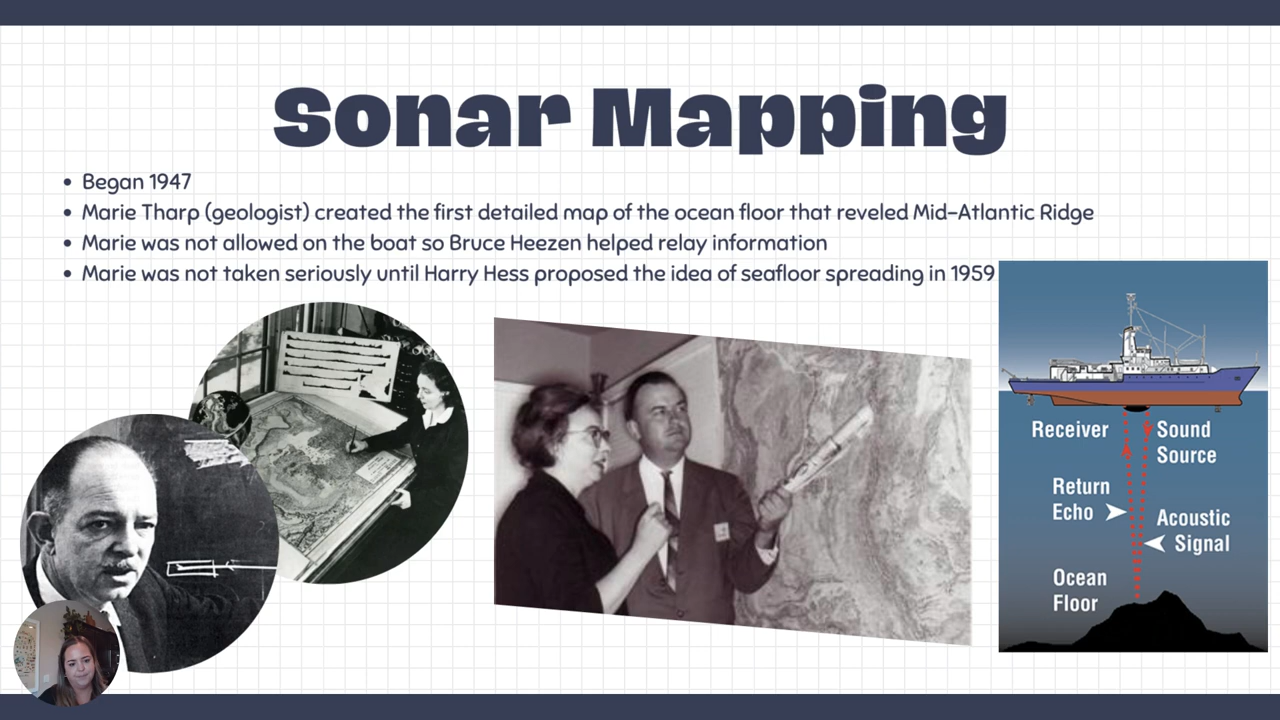 Sonar Mapping
• Began 1947
• Marie Tharp (geologist) created the first detailed map of the ocean floor that reveled Mid-Atlantic Ridge
• Marie was not allowed on the boat so Bruce Heezen helped relay information
• Marie was not taken seriously until Harry Hess proposed the idea of seafloor spreading in 1959
Receiver
Sound
Source
Return
Echo
Acoustic
Signal
Ocean
Floor